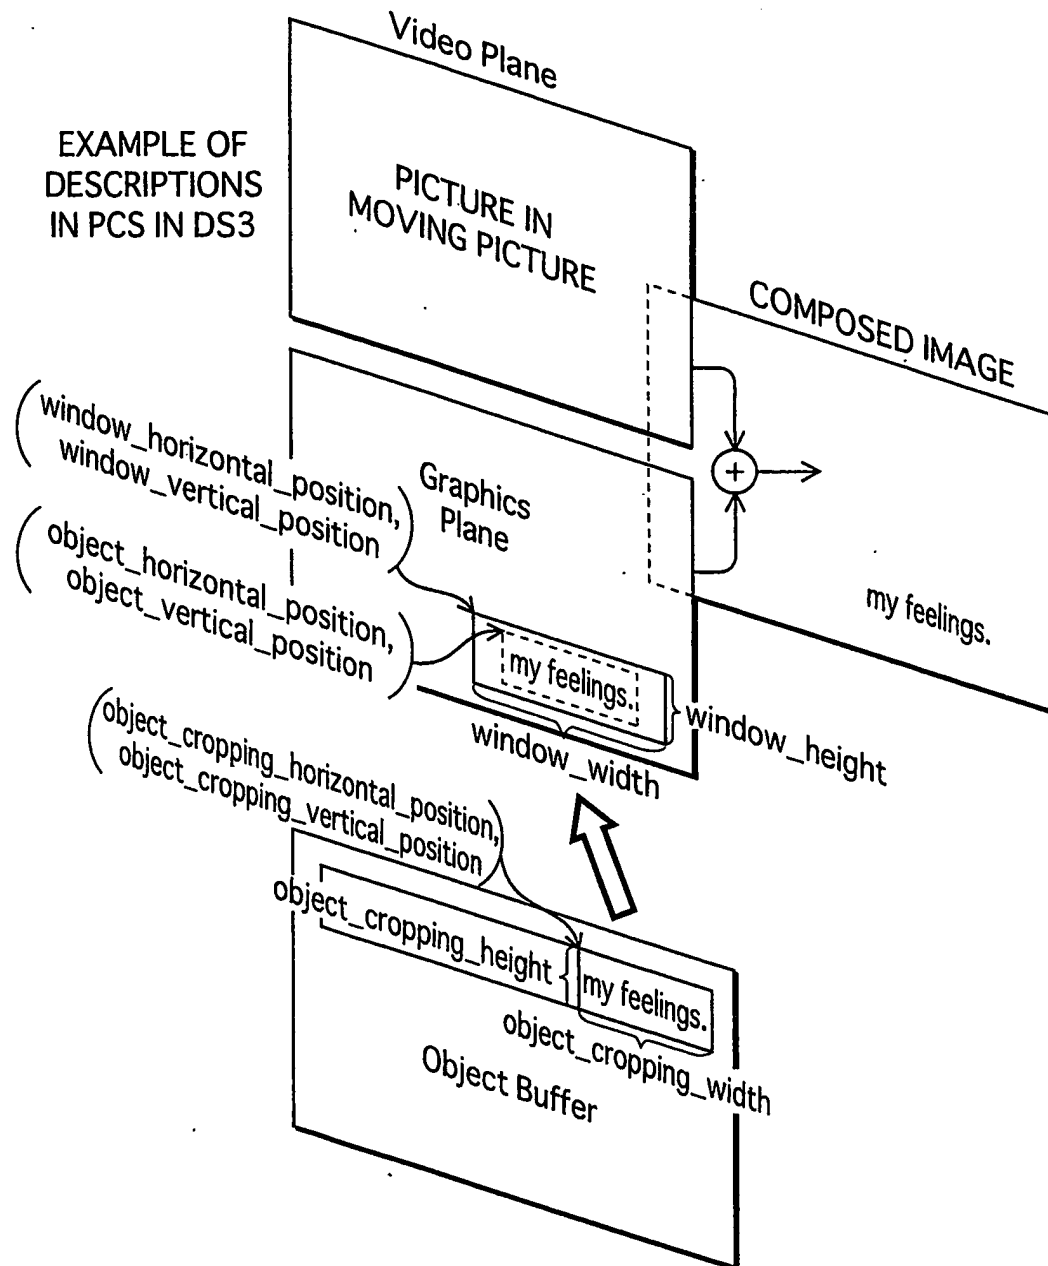 Video Plane
EXAMPLE OF
DESCRIPTIONS
IN PCS IN DS3
PICTURE IN
MOVING PICTURE
COMPOSED IMAGE
(window_horizontal_position,
window_vertical_position)
Graphics
Plane
+
(object_horizontal_position,
object_vertical_position)
my feelings.
my feelings.
window_height
window_width
(object_cropping_horizontal_position,
object_cropping_vertical_position)
object_cropping_height
my feelings.
object_cropping_width
Object Buffer